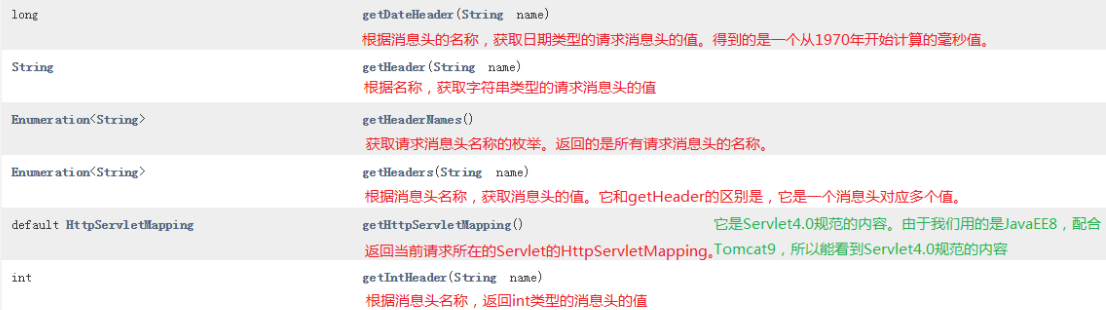 long getDateHeader(String name)
根据消息头的名称，获取日期类型的请求消息头的值。得到的是一个从1970年开始计算的毫秒值。
String getHeader(String name)
根据名称，获取字符串类型的请求消息头的值
Enumeration<String> getHeaderNames()
获取请求消息头名称的枚举。返回的是所有请求消息头的名称。
Enumeration<String> getHeaders(String name)
根据消息头名称，获取消息头的值。它和getHeader的区别是，它是一个消息头对应多个值。
default HttpServletMapping getHttpServletMapping()
返回当前请求所在的Servlet的HttpServletMapping。
它是Servlet4.0规范的内容。由于我们用的是JavaEE8，配合
Tomcat9，所以能看到Servlet4.0规范的内容
int getIntHeader(String name)
根据消息头名称，返回int类型的消息头的值